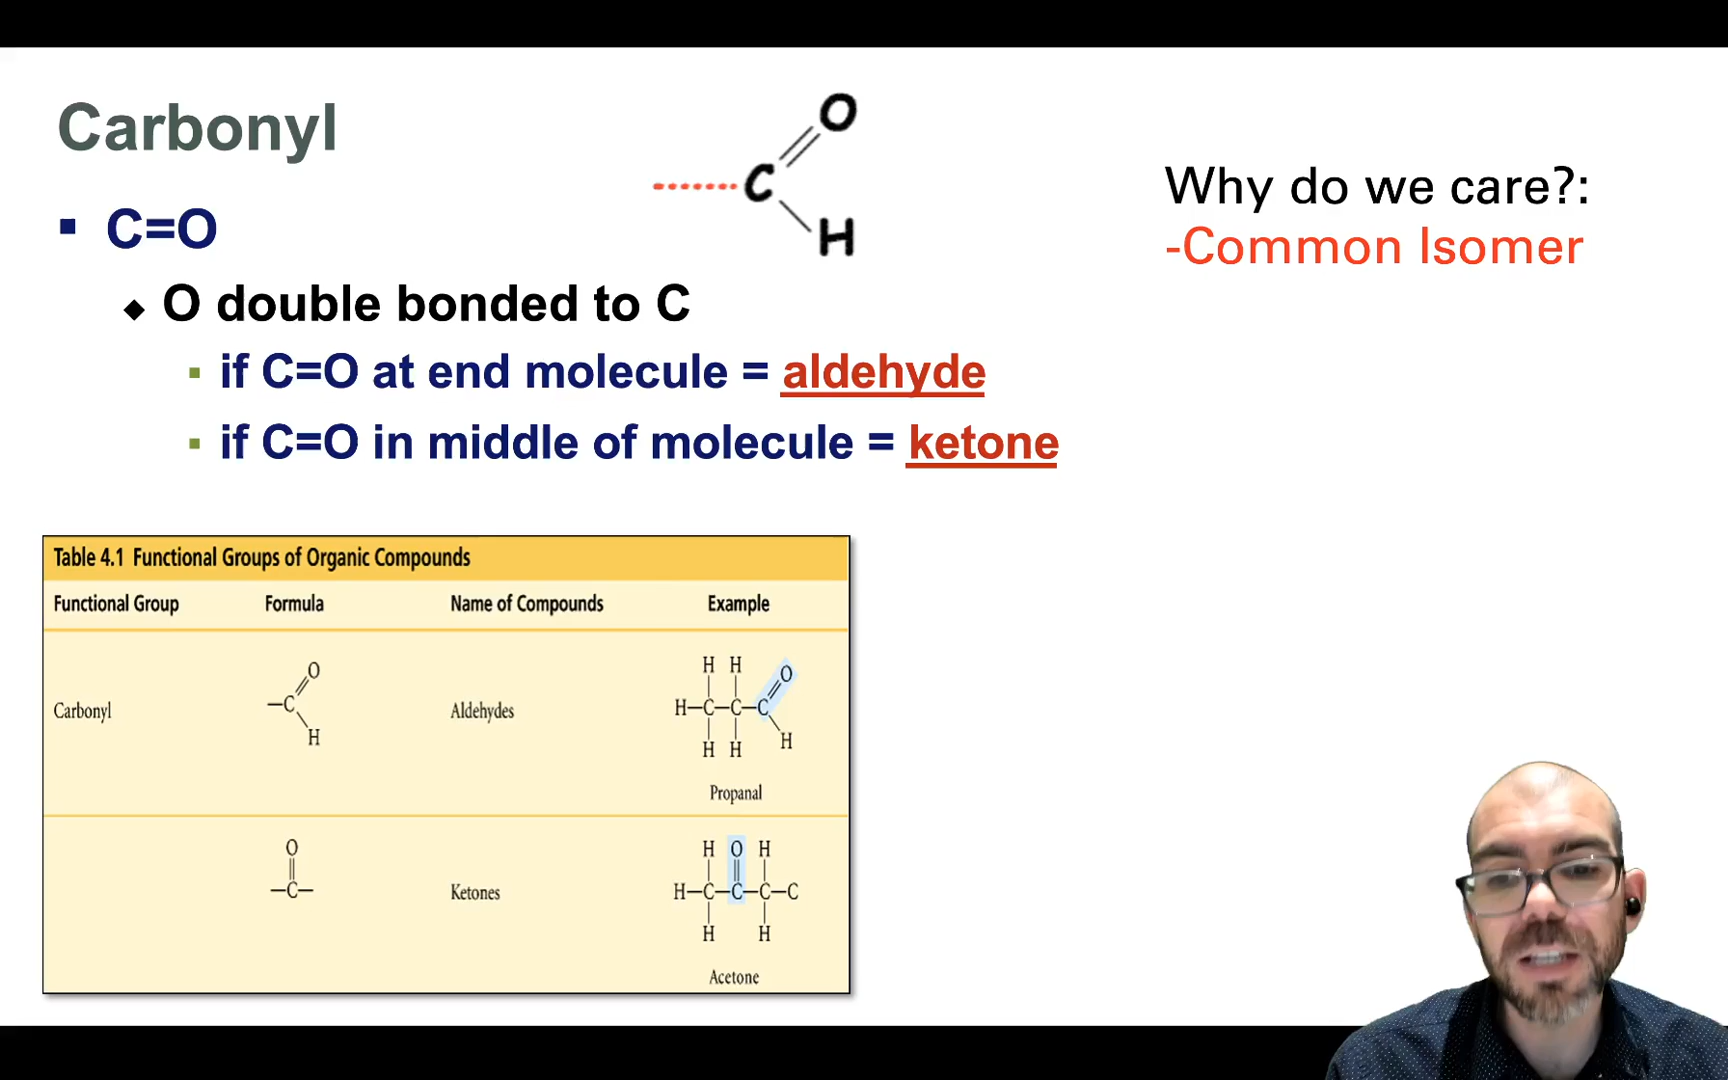 Carbonyl
C=O
O double bonded to C
if C=O at end molecule = aldehyde
if C=O in middle of molecule = ketone
O
C
H
Why do we care?:
-Common Isomer
Table 4.1 Functional Groups of Organic Compounds
Functional Group Formula Name of Compounds Example
O
Carbonyl –C Aldehydes
H
H H O
H–C–C–C
H H H
Propanal
O
–C– Ketones
H O H
H–C–C–C–C
H H
Acetone